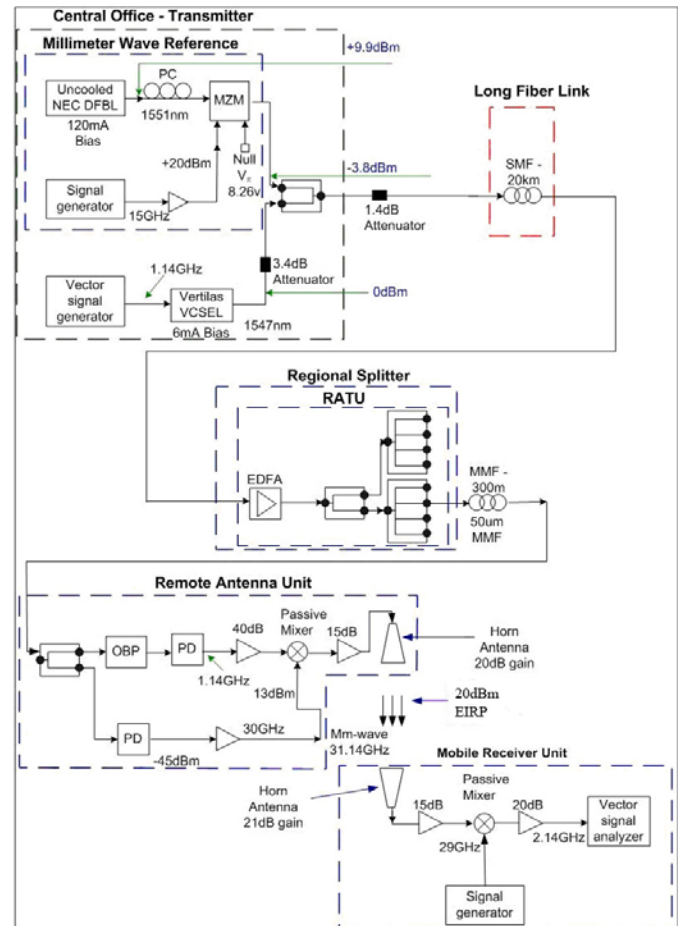 Central Office - Transmitter
Millimeter Wave Reference
+9.9dBm
Uncooled
NEC DFBL
120mA
Bias
PC
1551nm
MZM
+20dBm
Null
Vπ
8.26v
Signal
generator
15GHz
-3.8dBm
1.4dB
Attenuator
Long Fiber Link
SMF -
20km
1.14GHz
3.4dB
Attenuator
0dBm
Vector
signal
generator
Vertilas
VCSEL
6mA Bias
1547nm
Regional Splitter
RATU
EDFA
MMF -
300m
50um
MMF
Remote Antenna Unit
OBP
PD
1.14GHz
40dB
Passive
Mixer
15dB
13dBm
Horn
Antenna
20dB gain
PD
-45dBm
30GHz
20dBm
EIRP
Mm-wave
31.14GHz
Mobile Receiver Unit
Horn
Antenna
21dB gain
15dB
Passive
Mixer
20dB
29GHz
2.14GHz
Vector
signal
analyzer
Signal
generator